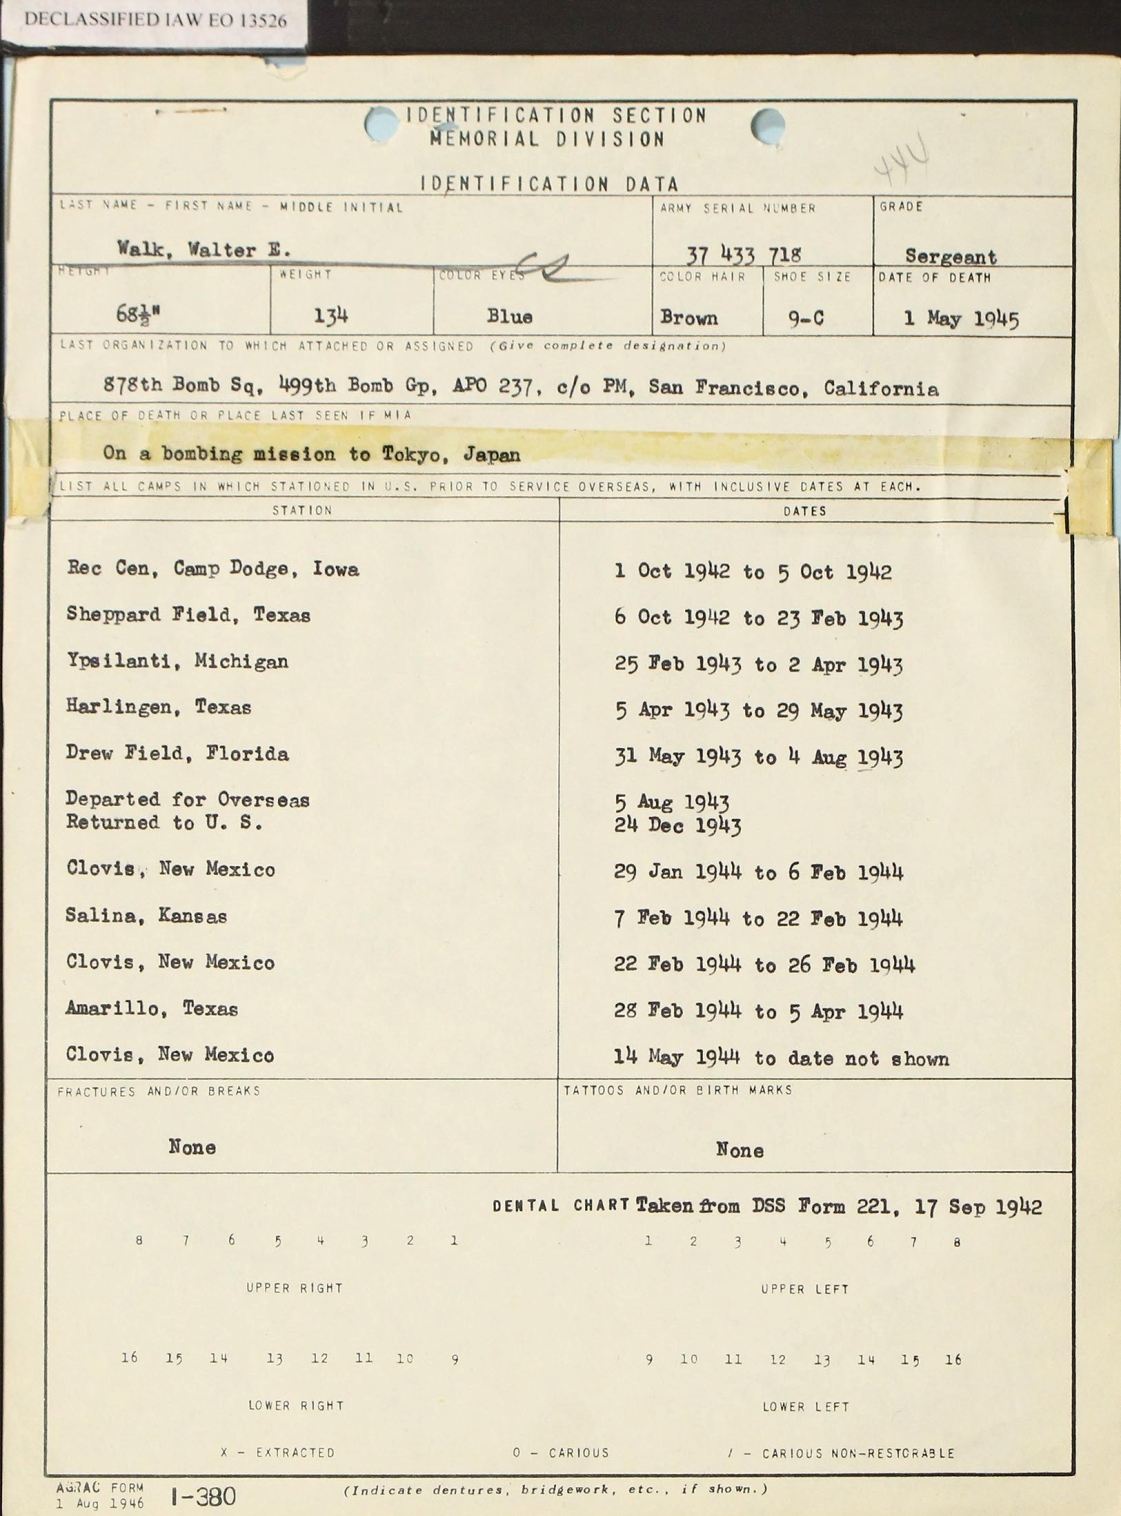 DECLASSIFIED IAW EO 13526
IDENTIFICATION SECTION
MEMORIAL DIVISION
444
IDENTIFICATION DATA
LAST NAME - FIRST NAME - MIDDLE INITIAL ARMY SERIAL NUMBER GRADE
Walk, Walter E. 37 433 718 Sergeant
HEIGHT WEIGHT COLOR EYES COLOR HAIR SHOE SIZE DATE OF DEATH
68½" 134 Blue Brown 9-C 1 May 1945
LAST ORGANIZATION TO WHICH ATTACHED OR ASSIGNED (Give complete designation)
878th Bomb Sq, 499th Bomb Gp, APO 237, c/o PM, San Francisco, California
PLACE OF DEATH OR PLACE LAST SEEN IF MIA
On a bombing mission to Tokyo, Japan
LIST ALL CAMPS IN WHICH STATIONED IN U.S. PRIOR TO SERVICE OVERSEAS, WITH INCLUSIVE DATES AT EACH.
STATION DATES
Rec Cen, Camp Dodge, Iowa 1 Oct 1942 to 5 Oct 1942
Sheppard Field, Texas 6 Oct 1942 to 23 Feb 1943
Ypsilanti, Michigan 25 Feb 1943 to 2 Apr 1943
Harlingen, Texas 5 Apr 1943 to 29 May 1943
Drew Field, Florida 31 May 1943 to 4 Aug 1943
Departed for Overseas 5 Aug 1943
Returned to U. S. 24 Dec 1943
Clovis, New Mexico 29 Jan 1944 to 6 Feb 1944
Salina, Kansas 7 Feb 1944 to 22 Feb 1944
Clovis, New Mexico 22 Feb 1944 to 26 Feb 1944
Amarillo, Texas 28 Feb 1944 to 5 Apr 1944
Clovis, New Mexico 14 May 1944 to date not shown
FRACTURES AND/OR BREAKS TATTOOS AND/OR BIRTH MARKS
None None
DENTAL CHART Taken from DSS Form 221, 17 Sep 1942
8 7 6 5 4 3 2 1 1 2 3 4 5 6 7 8
UPPER RIGHT UPPER LEFT
16 15 14 13 12 11 10 9 9 10 11 12 13 14 15 16
LOWER RIGHT LOWER LEFT
X - EXTRACTED O - CARIOUS / - CARIOUS NON-RESTORABLE
AGRAC FORM
1 Aug 1946 1-380 (Indicate dentures, bridgework, etc., if shown.)